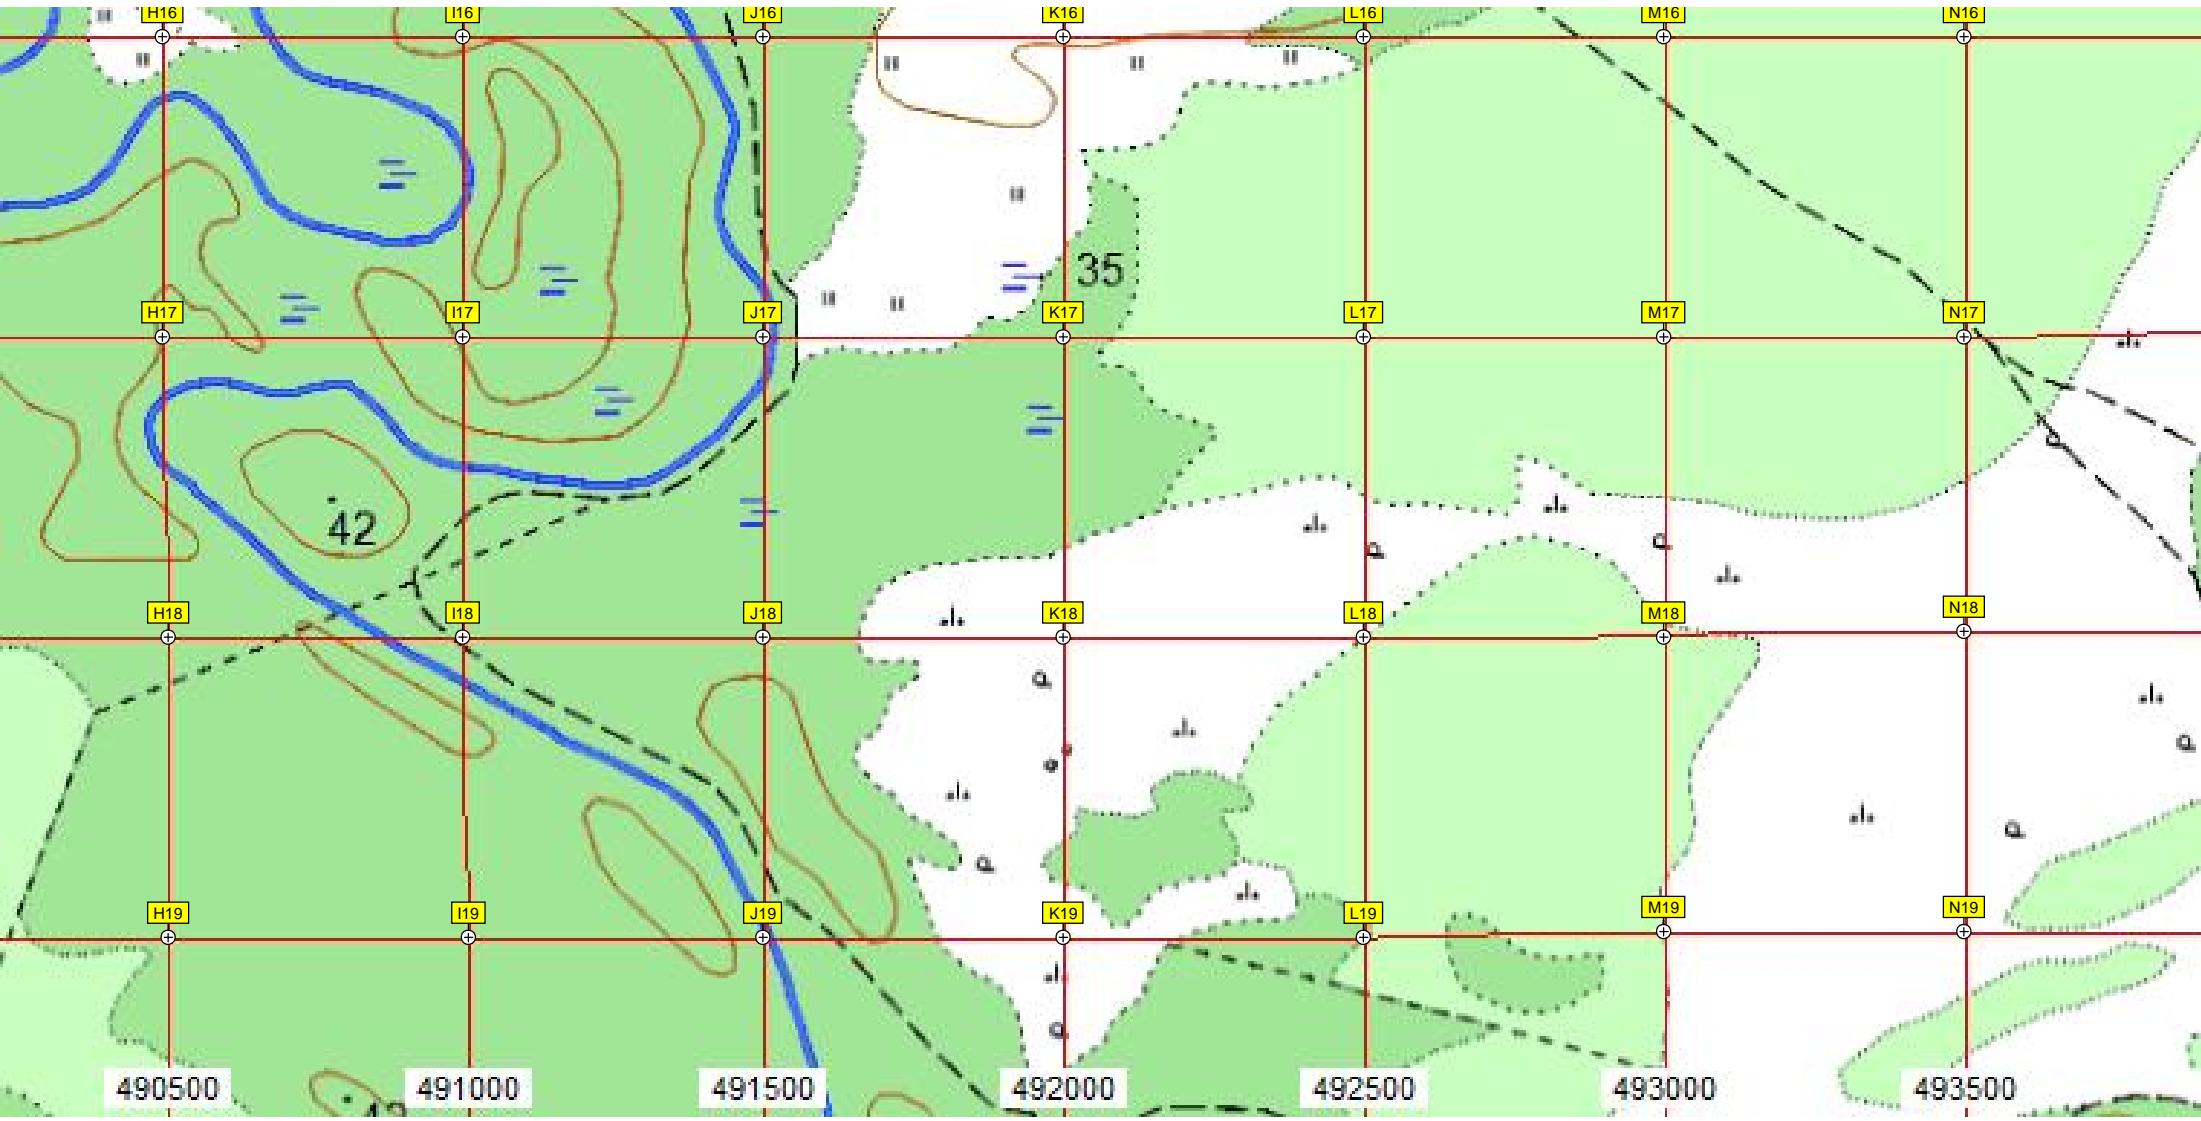 H16 I16 J16 K16 L16 M16 N16
35
H17 I17 J17 K17 L17 M17 N17
42
H18 I18 J18 K18 L18 M18 N18
H19 I19 J19 K19 L19 M19 N19
490500 491000 491500 492000 492500 493000 493500